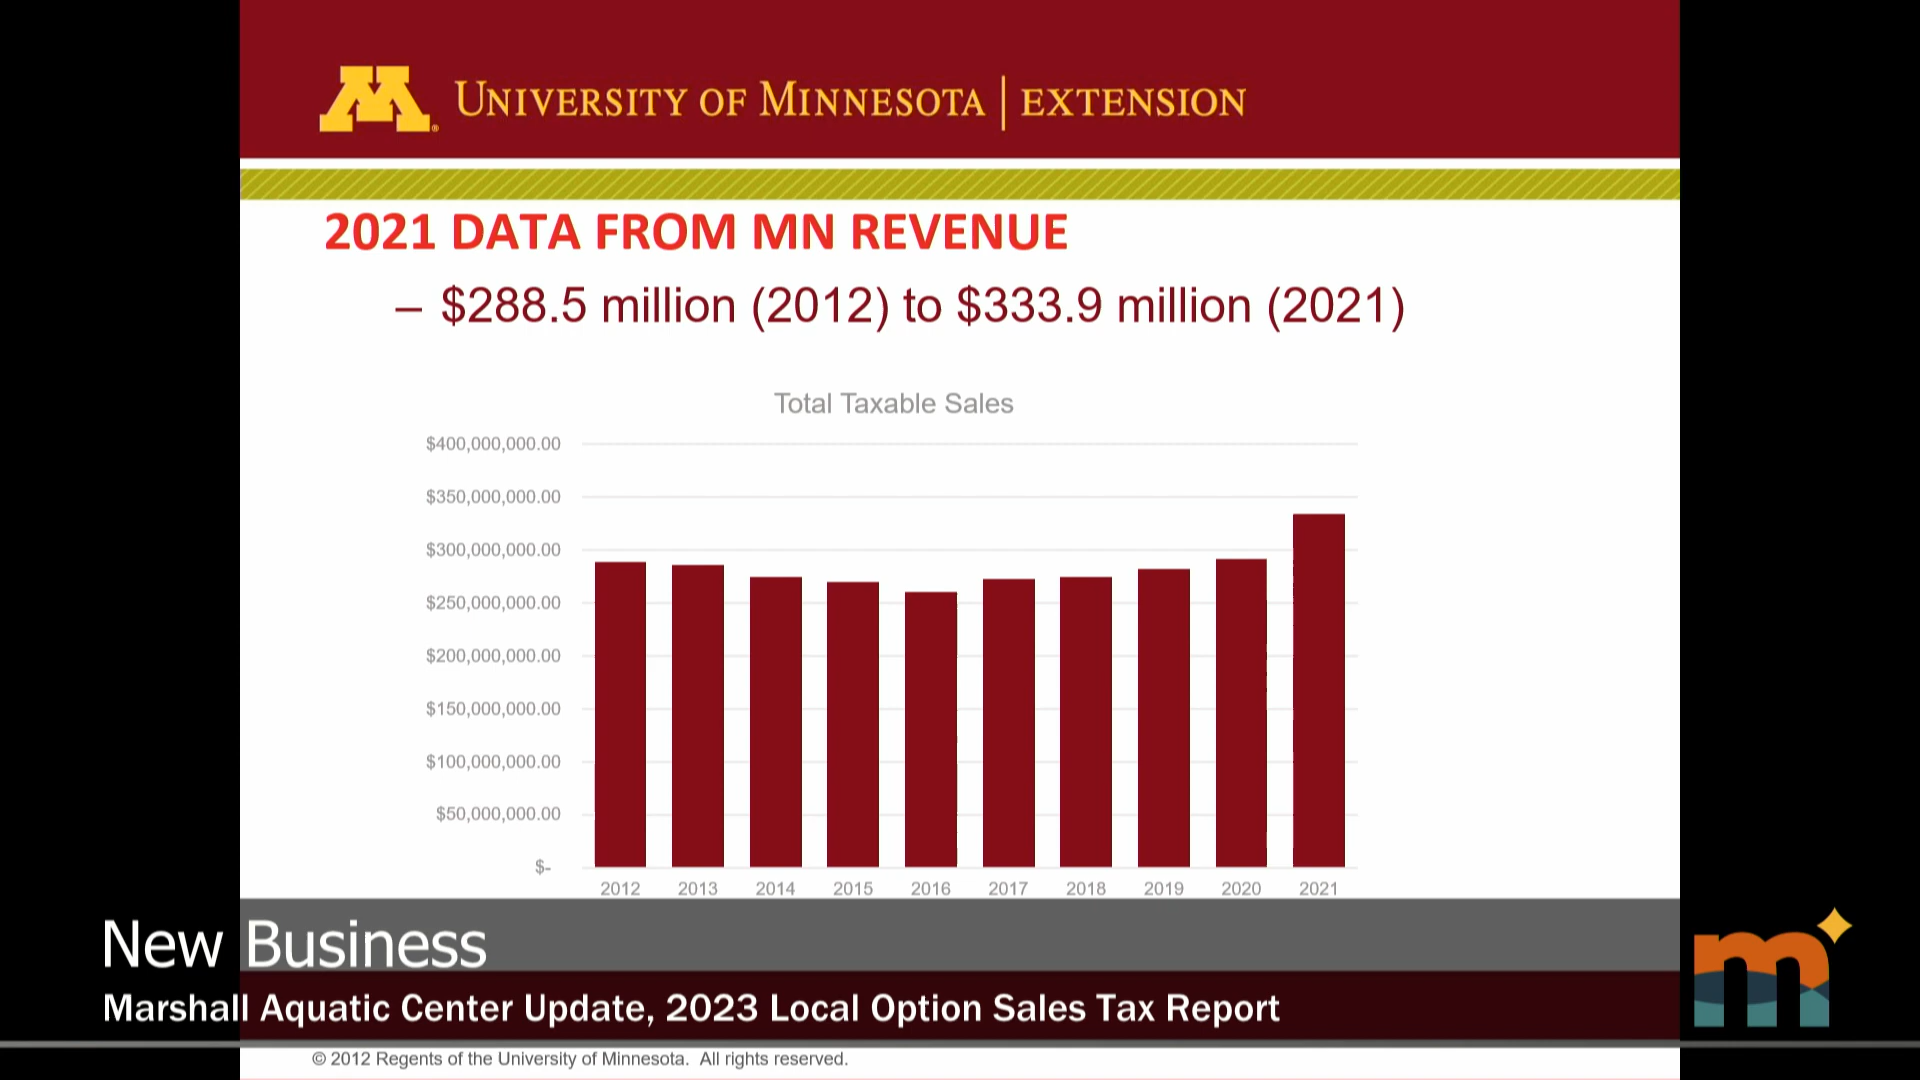 UNIVERSITY OF MINNESOTA | EXTENSION
2021 DATA FROM MN REVENUE
– $288.5 million (2012) to $333.9 million (2021)
Total Taxable Sales
$400,000,000.00
$350,000,000.00
$300,000,000.00
$250,000,000.00
$200,000,000.00
$150,000,000.00
$100,000,000.00
$50,000,000.00
$-
2012 2013 2014 2015 2016 2017 2018 2019 2020 2021
New Business
Marshall Aquatic Center Update, 2023 Local Option Sales Tax Report
© 2012 Regents of the University of Minnesota. All rights reserved.